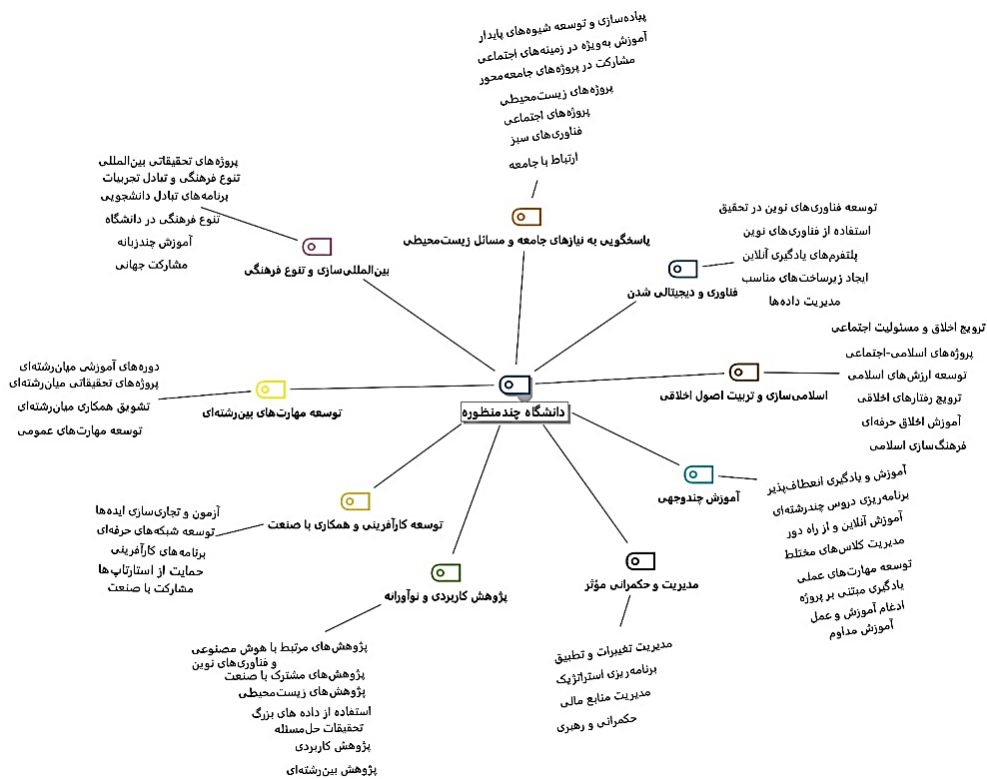 پیاده‌سازی و توسعه شیوه‌های پایدار
آموزش به‌ویژه در زمینه‌های اجتماعی
مشارکت در پروژه‌های جامعه‌محور
پروژه‌های زیست‌محیطی
پروژه‌های اجتماعی
فناوری‌های سبز
ارتباط با جامعه
پاسخگویی به نیازهای جامعه و مسائل زیست‌محیطی
توسعه فناوری‌های نوین در تحقیق
استفاده از فناوری‌های نوین
پلتفرم‌های یادگیری آنلاین
ایجاد زیرساخت‌های مناسب
مدیریت داده‌ها
فناوری و دیجیتالی شدن
پروژه‌های تحقیقاتی بین‌المللی
تنوع فرهنگی و تبادل تجربیات
برنامه‌های تبادل دانشجویی
تنوع فرهنگی در دانشگاه
آموزش چندزبانه
مشارکت جهانی
بین‌المللی‌سازی و تنوع فرهنگی
ترویج اخلاق و مسئولیت اجتماعی
پروژه‌های اسلامی-اجتماعی
توسعه ارزش‌های اسلامی
ترویج رفتارهای اخلاقی
آموزش اخلاق حرفه‌ای
فرهنگ‌سازی اسلامی
اسلامی‌سازی و تربیت اصول اخلاقی
دانشگاه چندمنظوره
دوره‌های آموزشی میان‌رشته‌ای
پروژه‌های تحقیقاتی میان‌رشته‌ای
تشویق همکاری میان‌رشته‌ای
توسعه مهارت‌های عمومی
توسعه مهارت‌های بین‌رشته‌ای
آموزش و یادگیری انعطاف‌پذیر
برنامه‌ریزی دروس چندرشته‌ای
آموزش آنلاین و از راه دور
مدیریت کلاس‌های مختلط
توسعه مهارت‌های عملی
یادگیری مبتنی بر پروژه
ادغام آموزش و عمل
آموزش مداوم
آموزش چندوجهی
آزمون و تجاری‌سازی ایده‌ها
توسعه شبکه‌های حرفه‌ای
برنامه‌های کارآفرینی
حمایت از استارتاپ‌ها
مشارکت با صنعت
توسعه کارآفرینی و همکاری با صنعت
مدیریت و حکمرانی مؤثر
مدیریت تغییرات و تطبیق
برنامه‌ریزی استراتژیک
مدیریت منابع مالی
حکمرانی و رهبری
پژوهش کاربردی و نوآورانه
پژوهش‌های مرتبط با هوش مصنوعی
و فناوری‌های نوین
پژوهش‌های مشترک با صنعت
پژوهش‌های زیست‌محیطی
استفاده از داده های بزرگ
تحقیقات حل‌مسئله
پژوهش کاربردی
پژوهش بین‌رشته‌ای